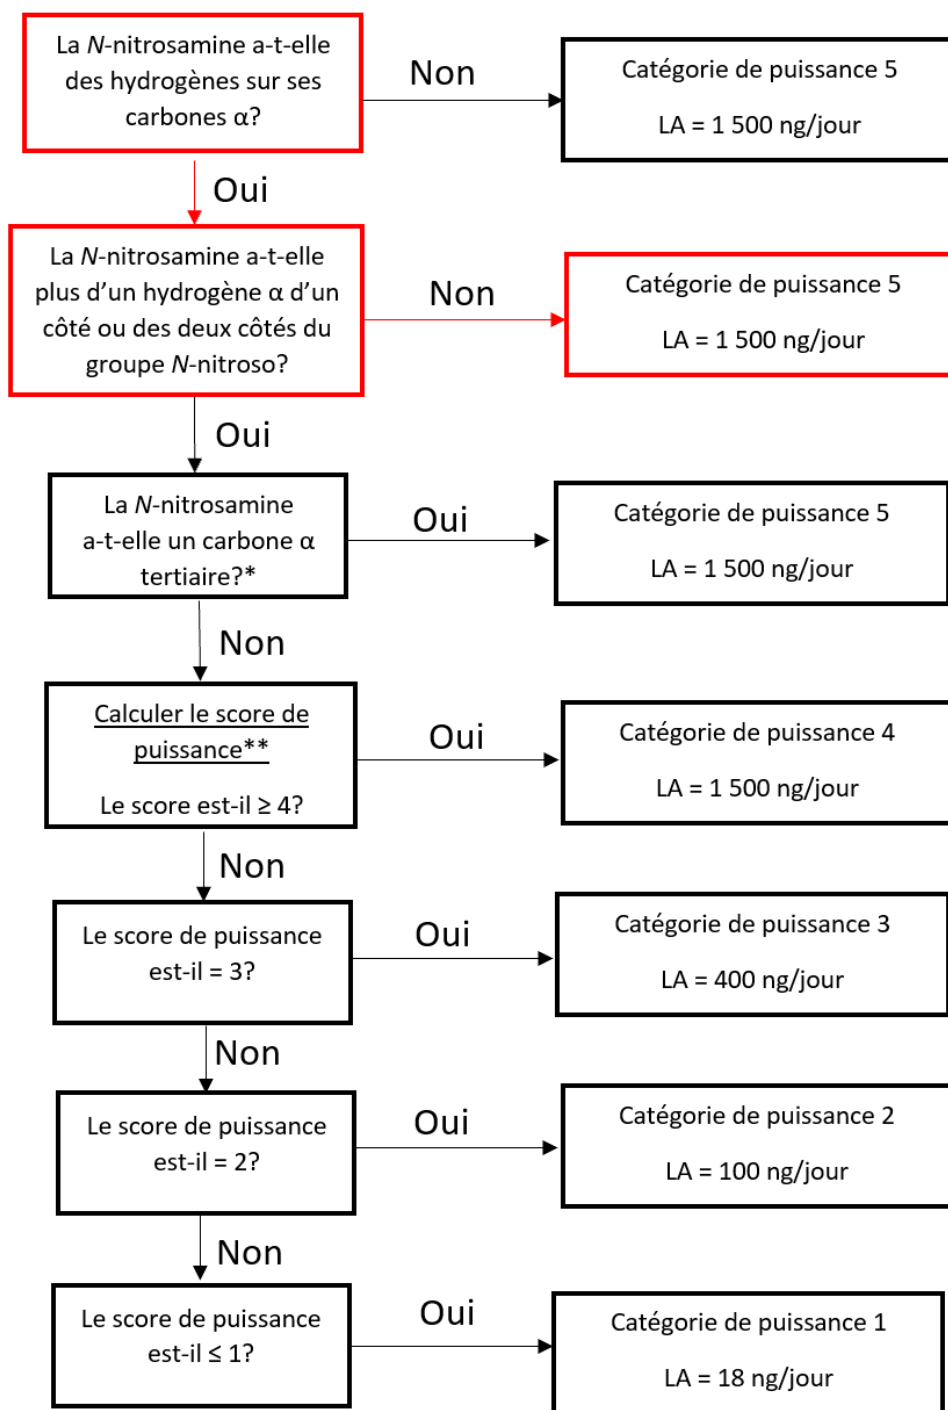 La N-nitrosamine a-t-elle
des hydrogènes sur ses
carbones α?
Non
Catégorie de puissance 5
LA = 1 500 ng/jour
Oui
La N-nitrosamine a-t-elle
plus d’un hydrogène α d’un
côté ou des deux côtés du
groupe N-nitroso?
Non
Catégorie de puissance 5
LA = 1 500 ng/jour
Oui
La N-nitrosamine
a-t-elle un carbone α
tertiaire?*
Oui
Catégorie de puissance 5
LA = 1 500 ng/jour
Non
Calculer le score de
puissance**
Le score est-il ≥ 4?
Oui
Catégorie de puissance 4
LA = 1 500 ng/jour
Non
Le score de puissance
est-il = 3?
Oui
Catégorie de puissance 3
LA = 400 ng/jour
Non
Le score de puissance
est-il = 2?
Oui
Catégorie de puissance 2
LA = 100 ng/jour
Non
Le score de puissance
est-il ≤ 1?
Oui
Catégorie de puissance 1
LA = 18 ng/jour